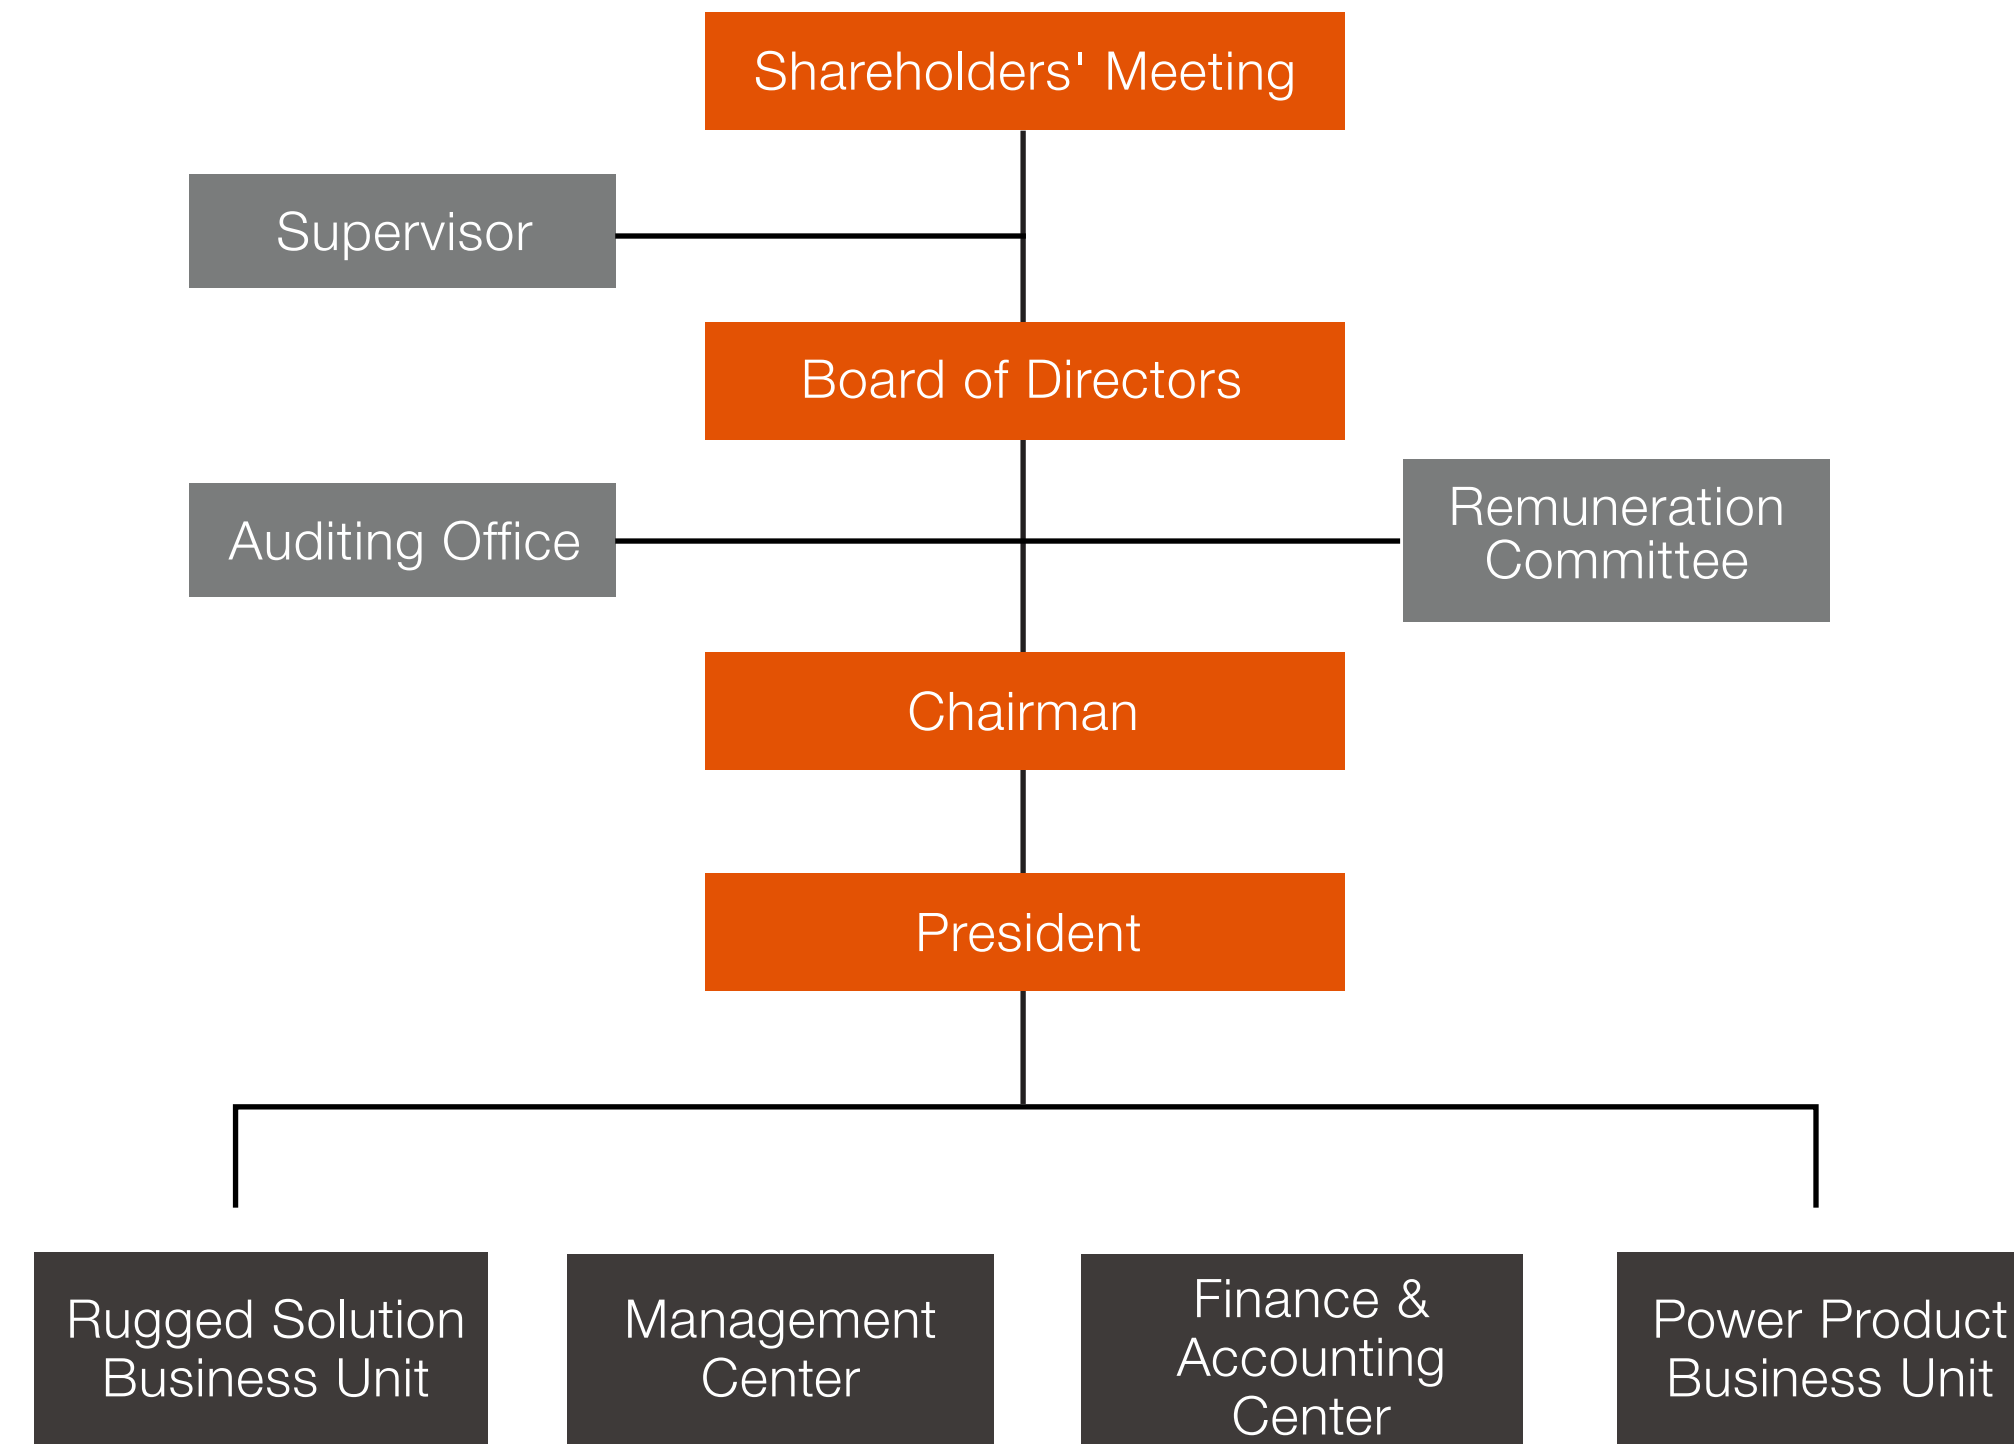 Shareholders' Meeting
Supervisor
Board of Directors
Auditing Office
Remuneration
Committee
Chairman
President
Rugged Solution
Business Unit
Management
Center
Finance &
Accounting
Center
Power Product
Business Unit